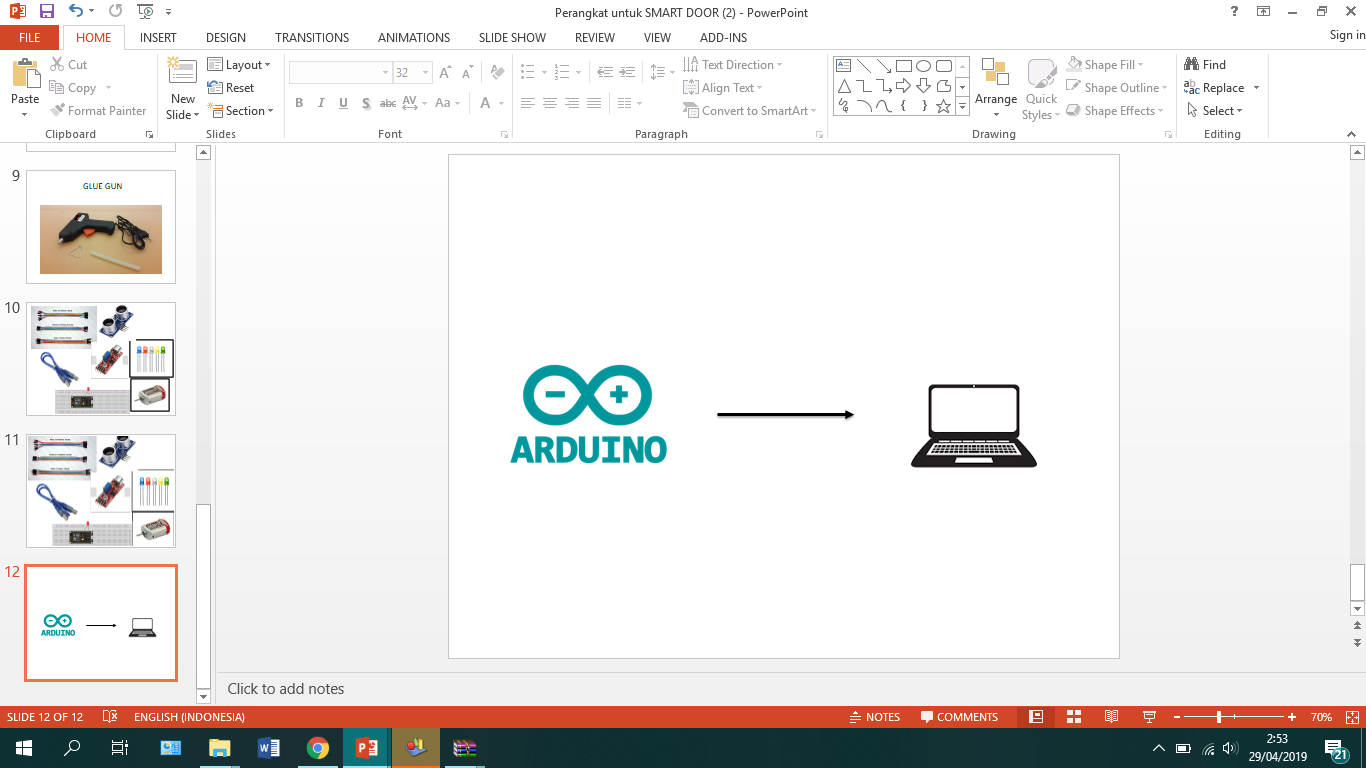 Perangkat untuk SMART DOOR (2) - PowerPoint
FILE HOME INSERT DESIGN TRANSITIONS ANIMATIONS SLIDE SHOW REVIEW VIEW ADD-INS Sign in
Paste
Cut
Copy
Format Painter
Clipboard
New Slide
Layout
Reset
Section
Slides
32
B I U S abc AV Aa A
Font
Text Direction
Align Text
Convert to SmartArt
Paragraph
Arrange
Quick Styles
Shape Fill
Shape Outline
Shape Effects
Drawing
Find
Replace
Select
Editing
9
GLUE GUN
10
11
12
ARDUINO
ARDUINO
Click to add notes
SLIDE 12 OF 12 ENGLISH (INDONESIA) NOTES COMMENTS 70%
2:53
29/04/2019
21